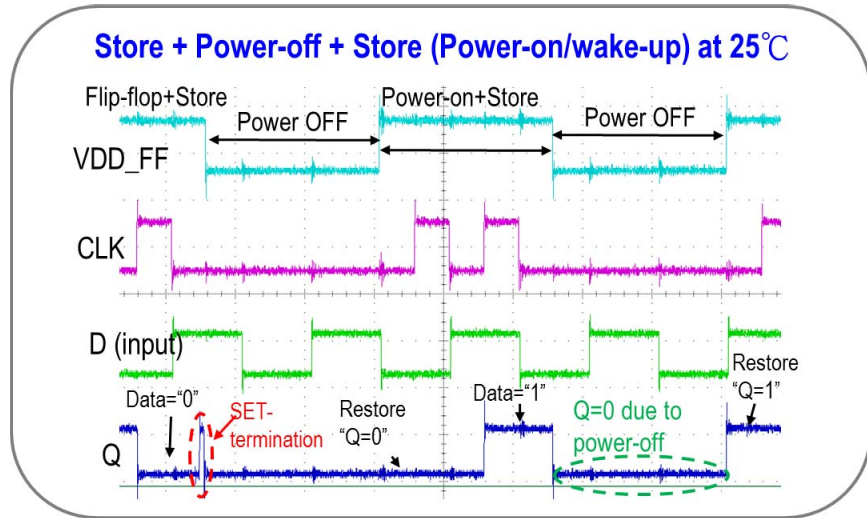 Store + Power-off + Store (Power-on/wake-up) at 25℃
Flip-flop+Store
Power-on+Store
Power OFF
Power OFF
VDD_FF
CLK
D (input)
Data=“0”
SET-
termination
Restore
“Q=0”
Data=“1”
Q=0 due to
power-off
Restore
“Q=1”
Q